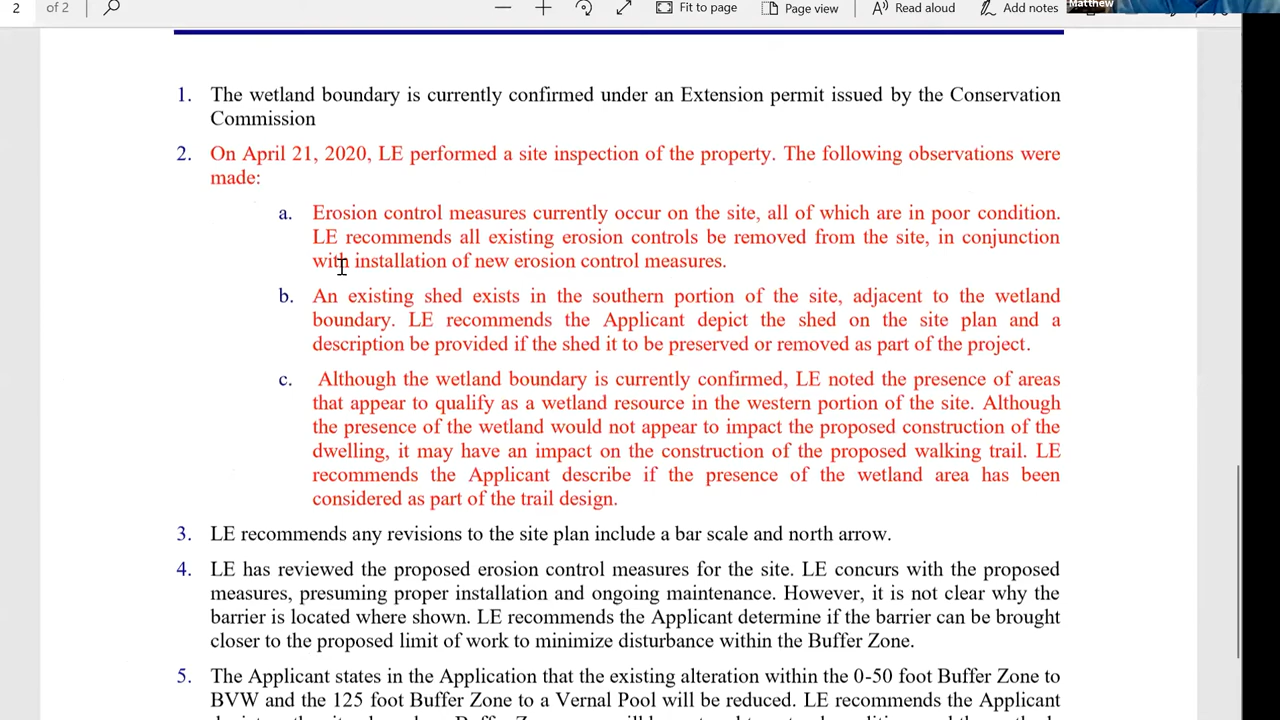 2 of 2 Fit to page Page view Read aloud Add notes Matthew
1. The wetland boundary is currently confirmed under an Extension permit issued by the Conservation
Commission
2. On April 21, 2020, LE performed a site inspection of the property. The following observations were
made:
a. Erosion control measures currently occur on the site, all of which are in poor condition.
LE recommends all existing erosion controls be removed from the site, in conjunction
with installation of new erosion control measures.
b. An existing shed exists in the southern portion of the site, adjacent to the wetland
boundary. LE recommends the Applicant depict the shed on the site plan and a
description be provided if the shed it to be preserved or removed as part of the project.
c. Although the wetland boundary is currently confirmed, LE noted the presence of areas
that appear to qualify as a wetland resource in the western portion of the site. Although
the presence of the wetland would not appear to impact the proposed construction of the
dwelling, it may have an impact on the construction of the proposed walking trail. LE
recommends the Applicant describe if the presence of the wetland area has been
considered as part of the trail design.
3. LE recommends any revisions to the site plan include a bar scale and north arrow.
4. LE has reviewed the proposed erosion control measures for the site. LE concurs with the proposed
measures, presuming proper installation and ongoing maintenance. However, it is not clear why the
barrier is located where shown. LE recommends the Applicant determine if the barrier can be brought
closer to the proposed limit of work to minimize disturbance within the Buffer Zone.
5. The Applicant states in the Application that the existing alteration within the 0-50 foot Buffer Zone to
BVW and the 125 foot Buffer Zone to a Vernal Pool will be reduced. LE recommends the Applicant